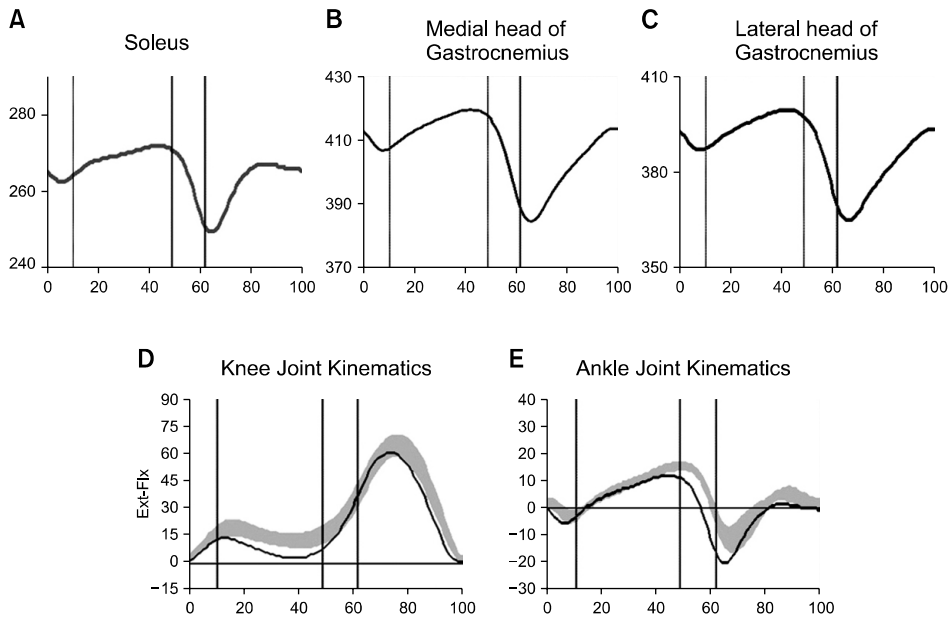 A
Soleus
280
260
240
0 20 40 60 80 100
B
Medial head of
Gastrocnemius
430
410
390
370
0 20 40 60 80 100
C
Lateral head of
Gastrocnemius
410
380
350
0 20 40 60 80 100
D
Knee Joint Kinematics
Ext-Flx
90
75
60
45
30
15
0
−15
0 20 40 60 80 100
E
Ankle Joint Kinematics
40
30
20
10
0
−10
−20
−30
0 20 40 60 80 100